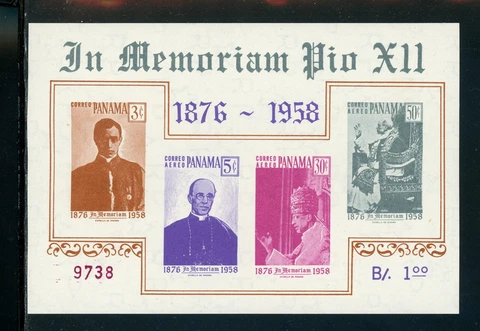 In Memoriam Pio XII
1876 ~ 1958
CORREO PANAMA 3¢
1876 In Memoriam 1958
CORREO AEREO PANAMA 5¢
1876 In Memoriam 1958
CORREO AEREO PANAMA 30¢
1876 In Memoriam 1958
CORREO AEREO PANAMA 50¢
1876 In Memoriam 1958
9738
B/. 1⁰⁰